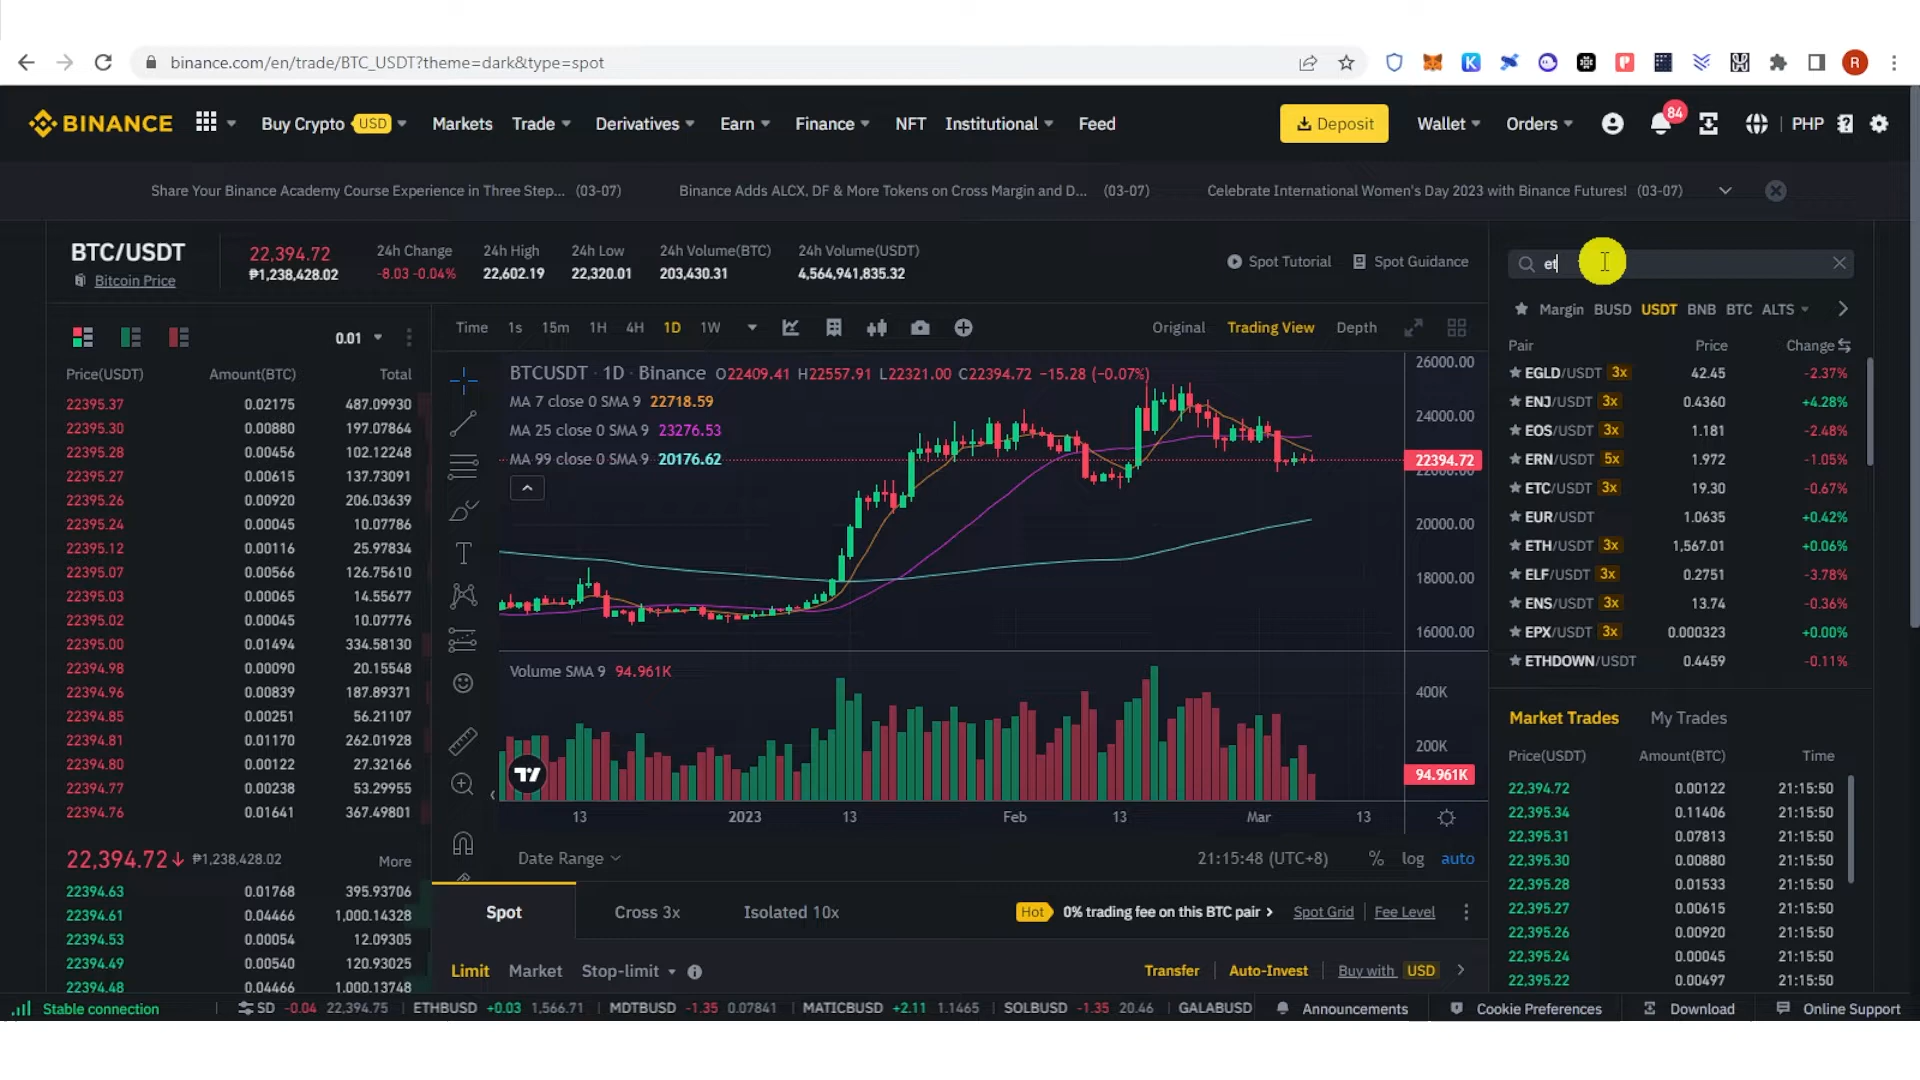 binance.com/en/trade/BTC_USDT?theme=dark&type=spot
R
BINANCE Buy Crypto USD Markets Trade Derivatives Earn Finance NFT Institutional Feed Deposit Wallet Orders 84 PHP
Share Your Binance Academy Course Experience in Three Step... (03-07) Binance Adds ALCX, DF & More Tokens on Cross Margin and D... (03-07) Celebrate International Women's Day 2023 with Binance Futures! (03-07)
BTC/USDT
Bitcoin Price
22,394.72
₱1,238,428.02
24h Change
-8.03 -0.04%
24h High
22,602.19
24h Low
22,320.01
24h Volume(BTC)
203,430.31
24h Volume(USDT)
4,564,941,835.32
Spot Tutorial Spot Guidance
0.01
Price(USDT) Amount(BTC) Total
22395.37 0.02175 487.09930
22395.30 0.00880 197.07864
22395.28 0.00456 102.12248
22395.27 0.00615 137.73091
22395.26 0.00920 206.03639
22395.24 0.00045 10.07786
22395.12 0.00116 25.97834
22395.07 0.00566 126.75610
22395.03 0.00065 14.55677
22395.02 0.00045 10.07776
22395.00 0.01494 334.58130
22394.98 0.00090 20.15548
22394.96 0.00839 187.89371
22394.85 0.00251 56.21107
22394.81 0.01170 262.01928
22394.80 0.00122 27.32166
22394.77 0.00238 53.29955
22394.76 0.01641 367.49801
22,394.72↓ ₱1,238,428.02 More
22394.63 0.01768 395.93706
22394.61 0.04466 1,000.14328
22394.53 0.00054 12.09305
22394.49 0.00540 120.93025
22394.48 0.04466 1,000.13748
Time 1s 15m 1H 4H 1D 1W Original Trading View Depth
BTCUSDT · 1D · Binance O22409.41 H22557.91 L22321.00 C22394.72 −15.28 (−0.07%)
MA 7 close 0 SMA 9 22718.59
MA 25 close 0 SMA 9 23276.53
MA 99 close 0 SMA 9 20176.62
26000.00
24000.00
22394.72
20000.00
18000.00
16000.00
Volume SMA 9 94.961K
400K
200K
94.961K
13 2023 13 Feb 13 Mar 13
Date Range 21:15:48 (UTC+8) % log auto
Spot Cross 3x Isolated 10x Hot 0% trading fee on this BTC pair Spot Grid Fee Level
Limit Market Stop-limit Transfer Auto-Invest Buy with USD
et
Margin BUSD USDT BNB BTC ALTS
Pair Price Change
EGLD/USDT 3x 42.45 -2.37%
ENJ/USDT 3x 0.4360 +4.28%
EOS/USDT 3x 1.181 -2.48%
ERN/USDT 5x 1.972 -1.05%
ETC/USDT 3x 19.30 -0.67%
EUR/USDT 1.0635 +0.42%
ETH/USDT 3x 1,567.01 +0.06%
ELF/USDT 3x 0.2751 -3.78%
ENS/USDT 3x 13.74 -0.36%
EPX/USDT 3x 0.000323 +0.00%
ETHDOWN/USDT 0.4459 -0.11%
Market Trades My Trades
Price(USDT) Amount(BTC) Time
22,394.72 0.00122 21:15:50
22,395.34 0.11406 21:15:50
22,395.31 0.07813 21:15:50
22,395.30 0.00880 21:15:50
22,395.28 0.01533 21:15:50
22,395.27 0.00615 21:15:50
22,395.26 0.00920 21:15:50
22,395.24 0.00045 21:15:50
22,395.22 0.00497 21:15:50
Stable connection SD -0.04 22,394.75 ETHBUSD +0.03 1,566.71 MDTBUSD -1.35 0.07841 MATICBUSD +2.11 1.1465 SOLBUSD -1.35 20.46 GALABUSD Announcements Cookie Preferences Download Online Support